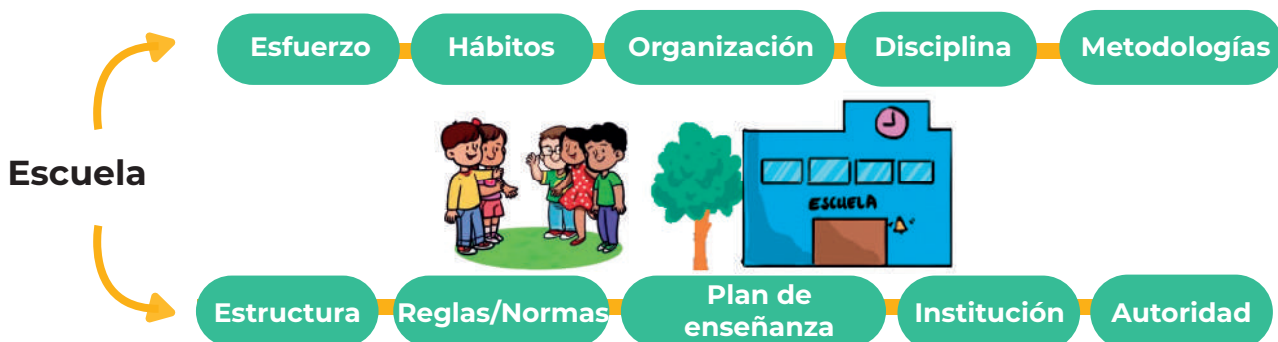 Esfuerzo Hábitos Organización Disciplina Metodologías
Escuela
ESCUELA
Estructura Reglas/Normas Plan de enseñanza Institución Autoridad